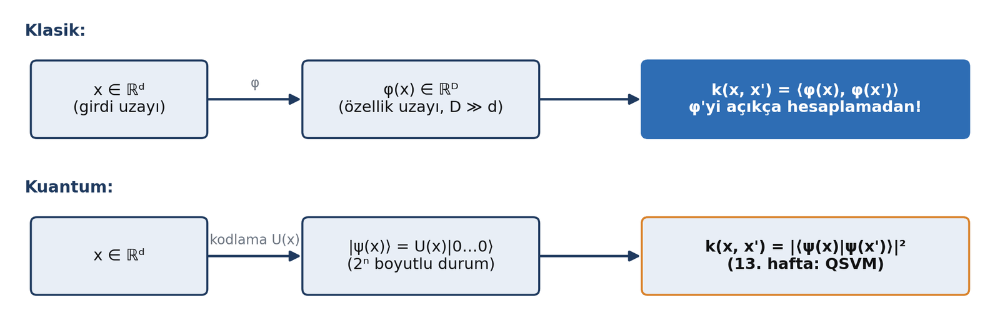 Klasik:
x ∈ ℝᵈ
(girdi uzayı)
φ
φ(x) ∈ ℝᴰ
(özellik uzayı, D ≫ d)
k(x, x') = ⟨φ(x), φ(x')⟩
φ'yi açıkça hesaplamadan!
Kuantum:
x ∈ ℝᵈ
kodlama U(x)
|ψ(x)⟩ = U(x)|0…0⟩
(2ⁿ boyutlu durum)
k(x, x') = |⟨ψ(x)|ψ(x')⟩|²
(13. hafta: QSVM)